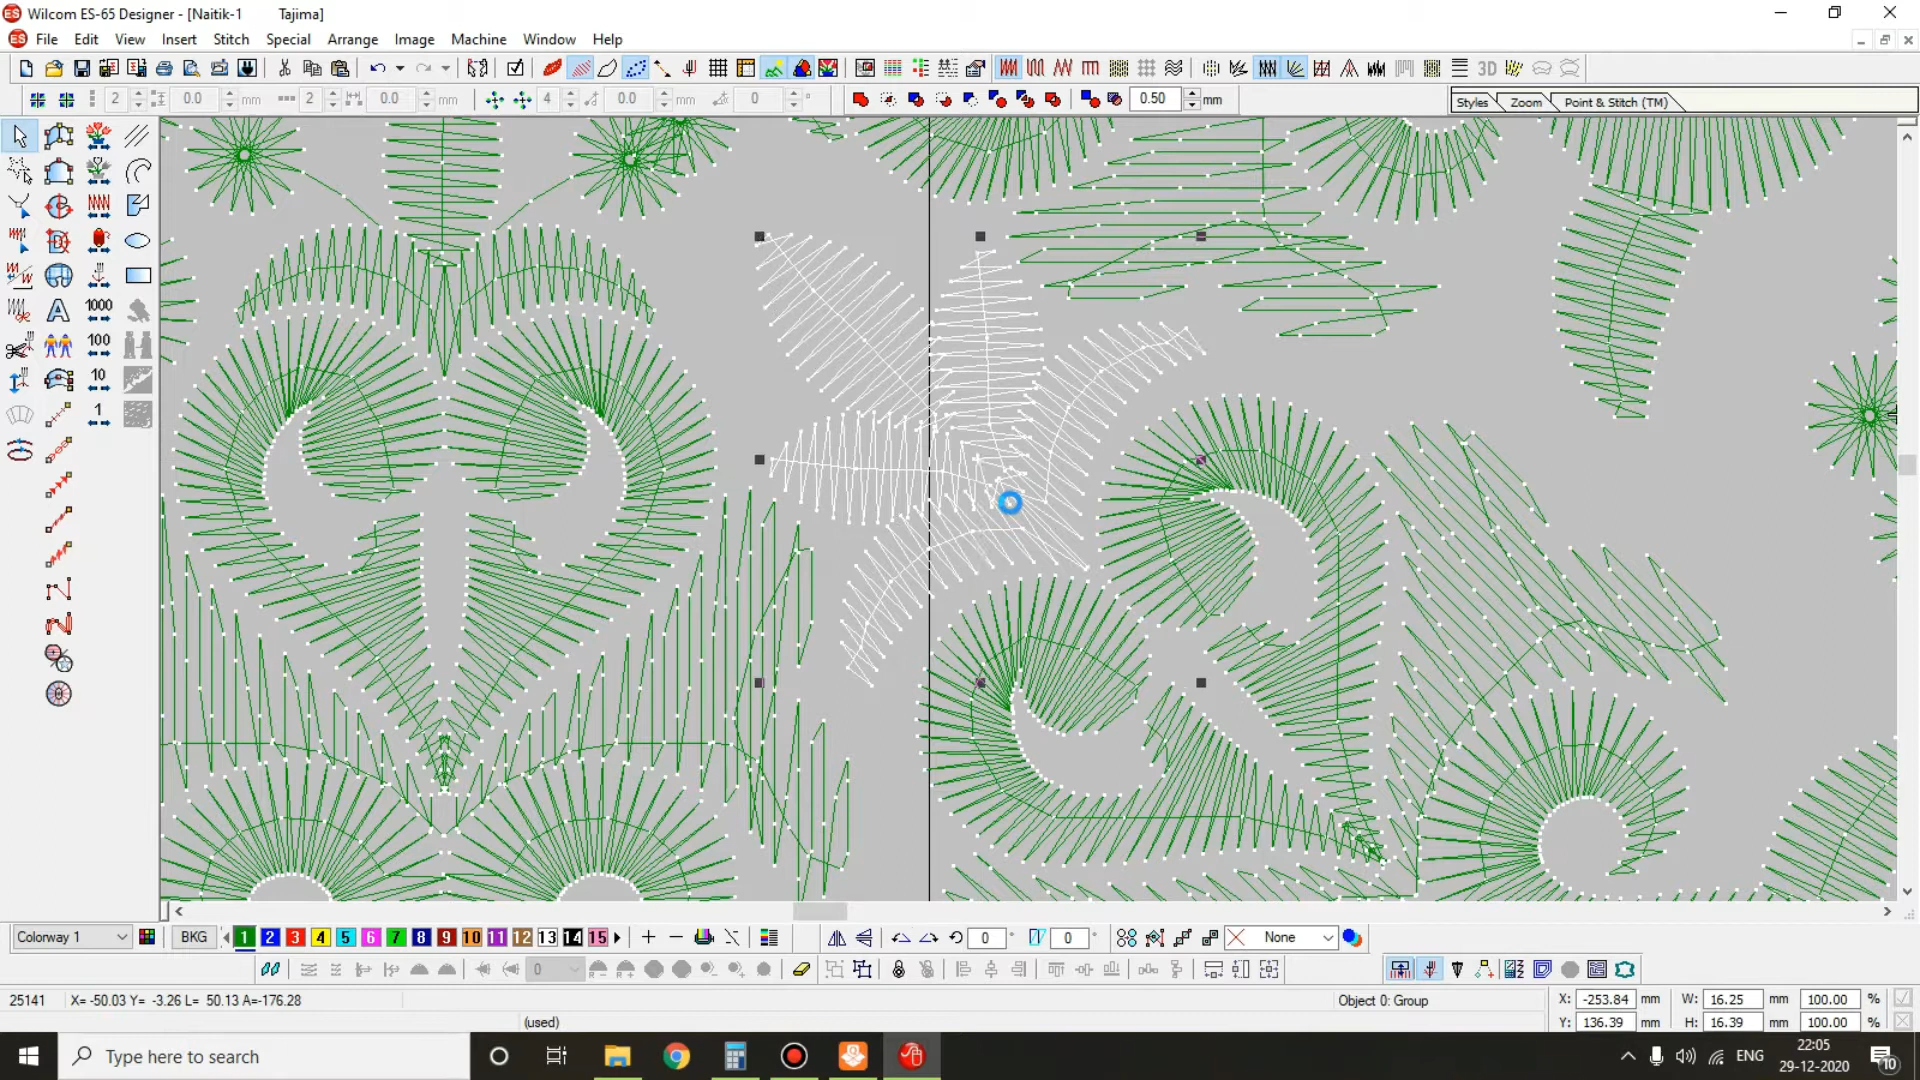 ES Wilcom ES-65 Designer - [Naitik-1 Tajima]
ES File Edit View Insert Stitch Special Arrange Image Machine Window Help
3D
2 0.0 mm 2 0.0 mm 4 0.0 mm 0 0.50 mm Styles Zoom Point & Stitch (TM)
A 1000
100
10
1
Colorway 1 BKG 1 2 3 4 5 6 7 8 9 10 11 12 13 14 15 0 ° 0 ° None
0
25141 X= -50.03 Y= -3.26 L= 50.13 A=-176.28 Object 0: Group X: -253.84 mm W: 16.25 mm 100.00 %
(used) Y: 136.39 mm H: 16.39 mm 100.00 %
Type here to search ENG 22:05
29-12-2020 10